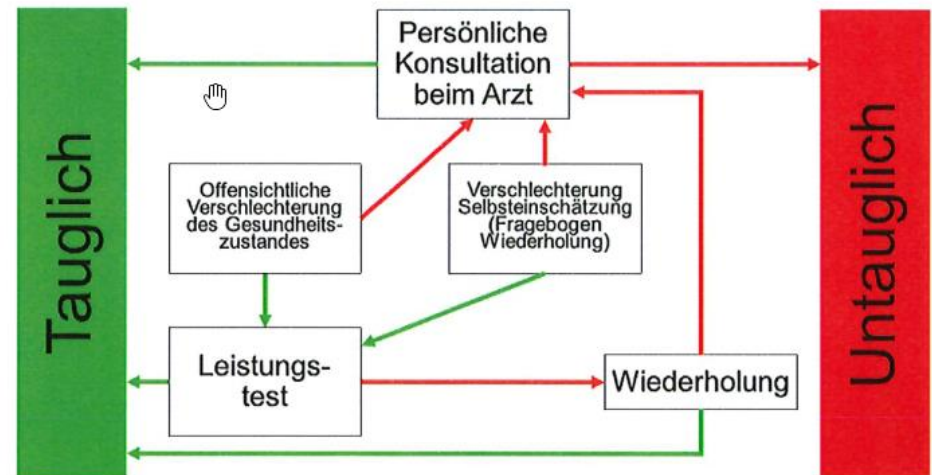 Tauglich
Persönliche
Konsultation
beim Arzt
Untauglich
Offensichtliche
Verschlechterung
des Gesundheits-
zustandes
Verschlechterung
Selbsteinschätzung
(Fragebogen
Wiederholung)
Leistungs-
test
Wiederholung